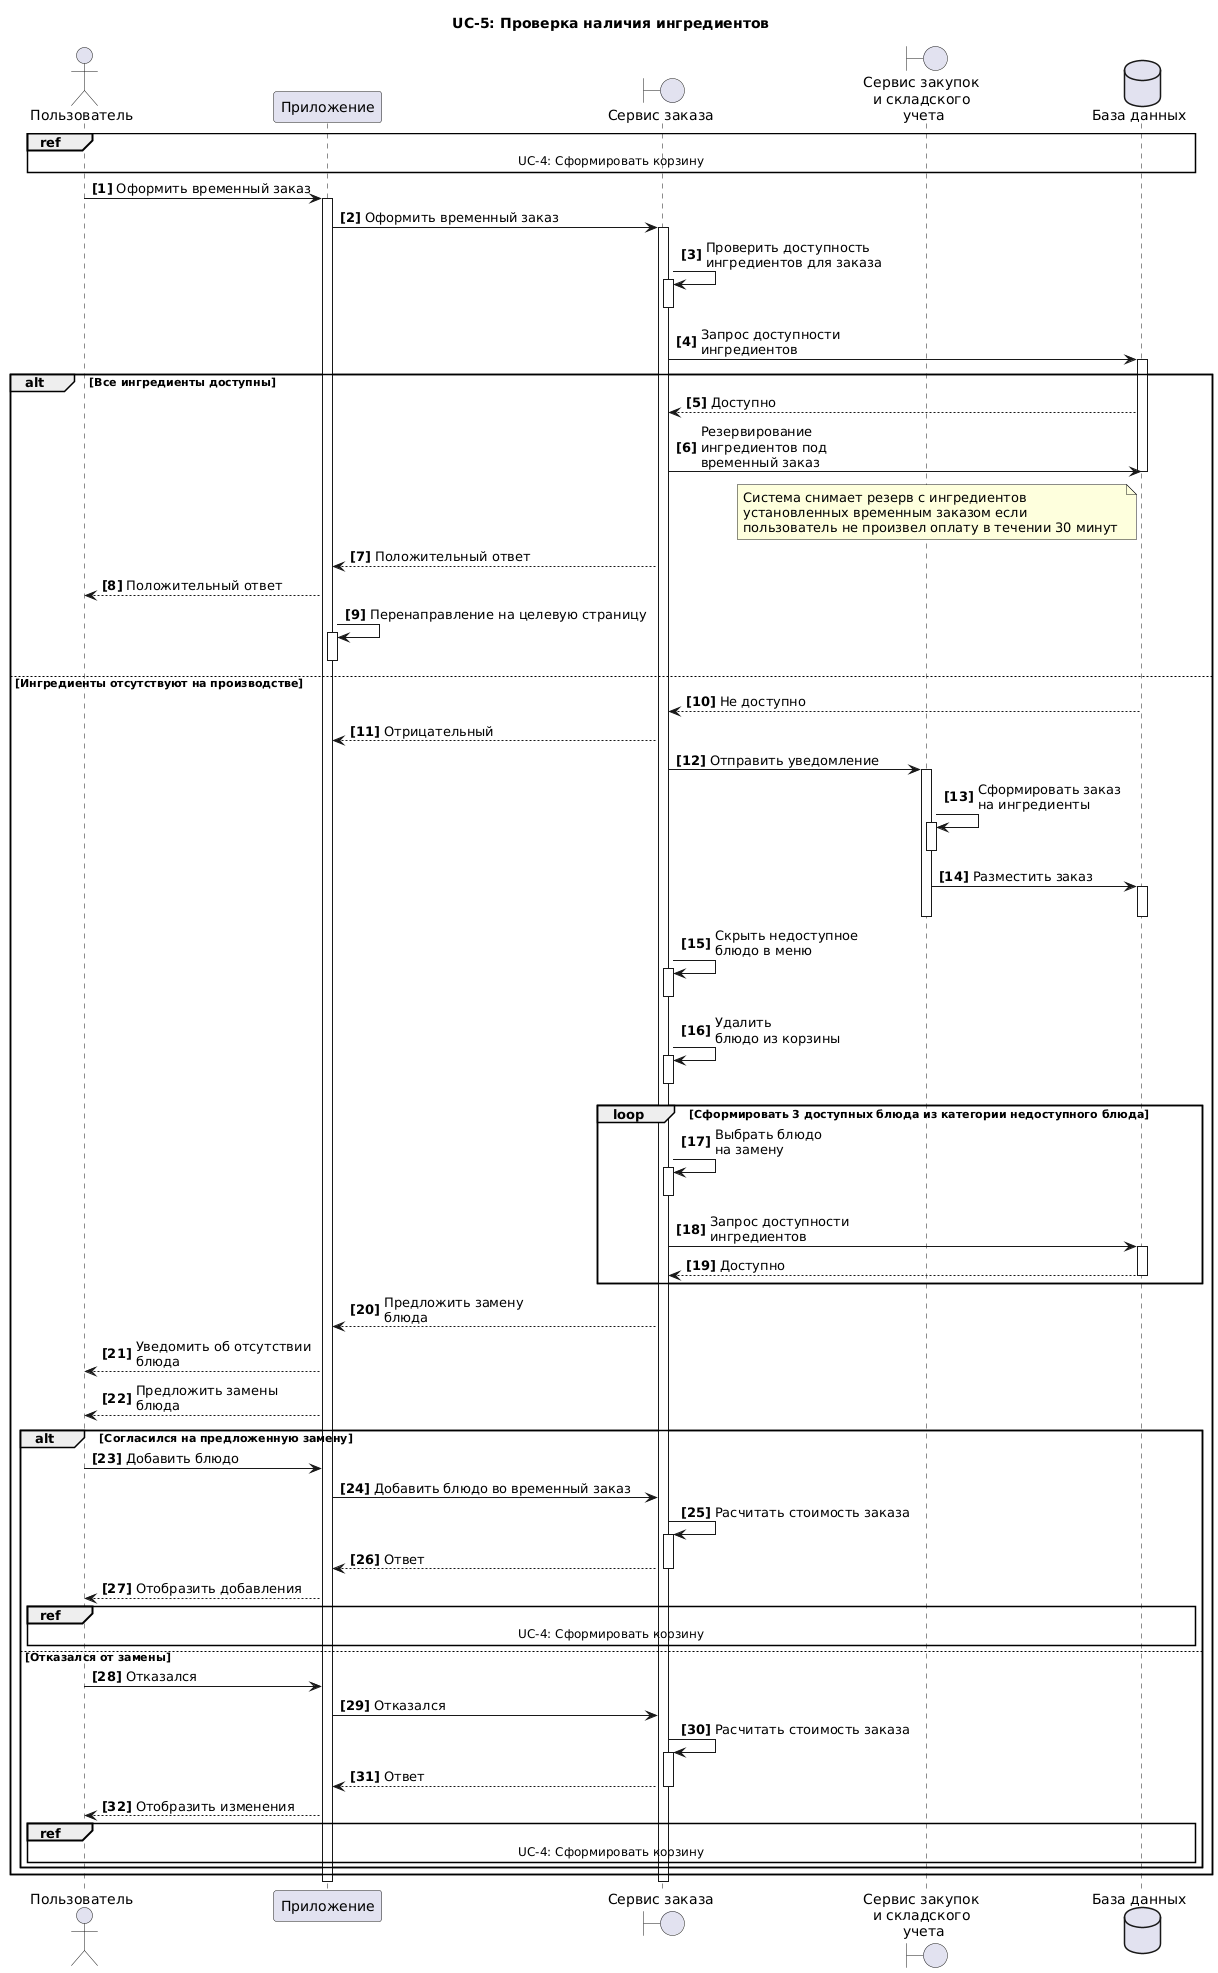 UC-5: Проверка наличия ингредиентов
Пользователь
Приложение
Сервис заказа
Сервис закупок
и складского
учета
База данных
ref
UC-4: Сформировать корзину
[1] Оформить временный заказ
[2] Оформить временный заказ
[3] Проверить доступность
ингредиентов для заказа
[4] Запрос доступности
ингредиентов
alt [Все ингредиенты доступны]
[5] Доступно
[6] Резервирование
ингредиентов под
временный заказ
Система снимает резерв с ингредиентов
установленных временным заказом если
пользователь не произвел оплату в течении 30 минут
[7] Положительный ответ
[8] Положительный ответ
[9] Перенаправление на целевую страницу
[Ингредиенты отсутствуют на производстве]
[10] Не доступно
[11] Отрицательный
[12] Отправить уведомление
[13] Сформировать заказ
на ингредиенты
[14] Разместить заказ
[15] Скрыть недоступное
блюдо в меню
[16] Удалить
блюдо из корзины
loop [Сформировать 3 доступных блюда из категории недоступного блюда]
[17] Выбрать блюдо
на замену
[18] Запрос доступности
ингредиентов
[19] Доступно
[20] Предложить замену
блюда
[21] Уведомить об отсутствии
блюда
[22] Предложить замены
блюда
alt [Согласился на предложенную замену]
[23] Добавить блюдо
[24] Добавить блюдо во временный заказ
[25] Расчитать стоимость заказа
[26] Ответ
[27] Отобразить добавления
ref
UC-4: Сформировать корзину
[Отказался от замены]
[28] Отказался
[29] Отказался
[30] Расчитать стоимость заказа
[31] Ответ
[32] Отобразить изменения
ref
UC-4: Сформировать корзину
Пользователь
Приложение
Сервис заказа
Сервис закупок
и складского
учета
База данных